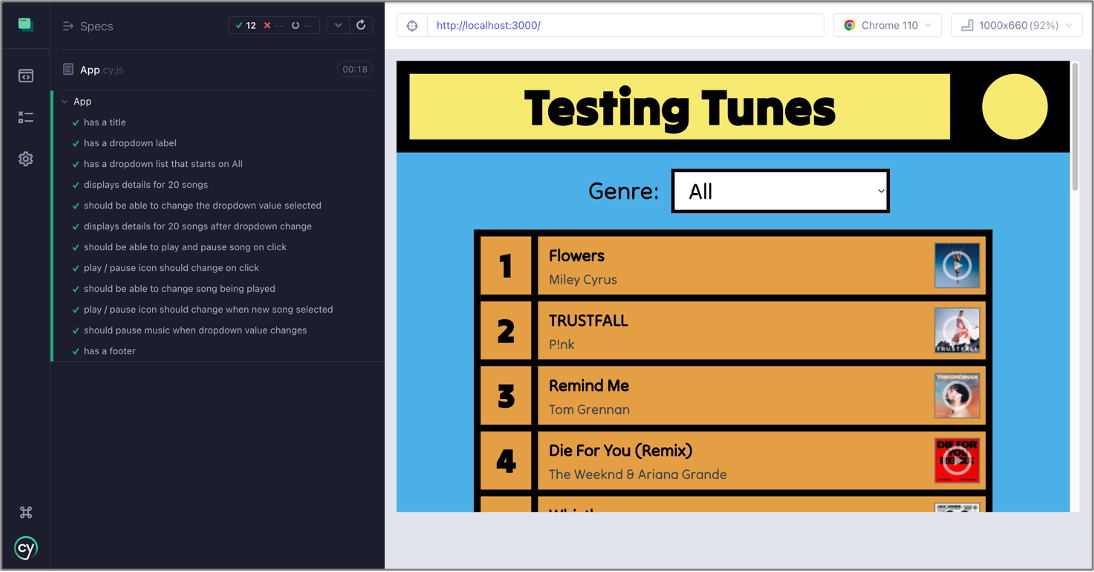 Specs
12 -- --
App.cy.js 00:18
App
has a title
has a dropdown label
has a dropdown list that starts on All
displays details for 20 songs
should be able to change the dropdown value selected
displays details for 20 songs after dropdown change
should be able to play and pause song on click
play / pause icon should change on click
should be able to change song being played
play / pause icon should change when new song selected
should pause music when dropdown value changes
has a footer
cy
http://localhost:3000/
Chrome 110
1000x660 (92%)
Testing Tunes
Genre: All
1 Flowers
Miley Cyrus
2 TRUSTFALL
P!nk
TRUSTFALL
3 Remind Me
Tom Grennan
TOM GRENNAN
4 Die For You (Remix)
The Weeknd & Ariana Grande
DIE FOR
YOU
REMIX